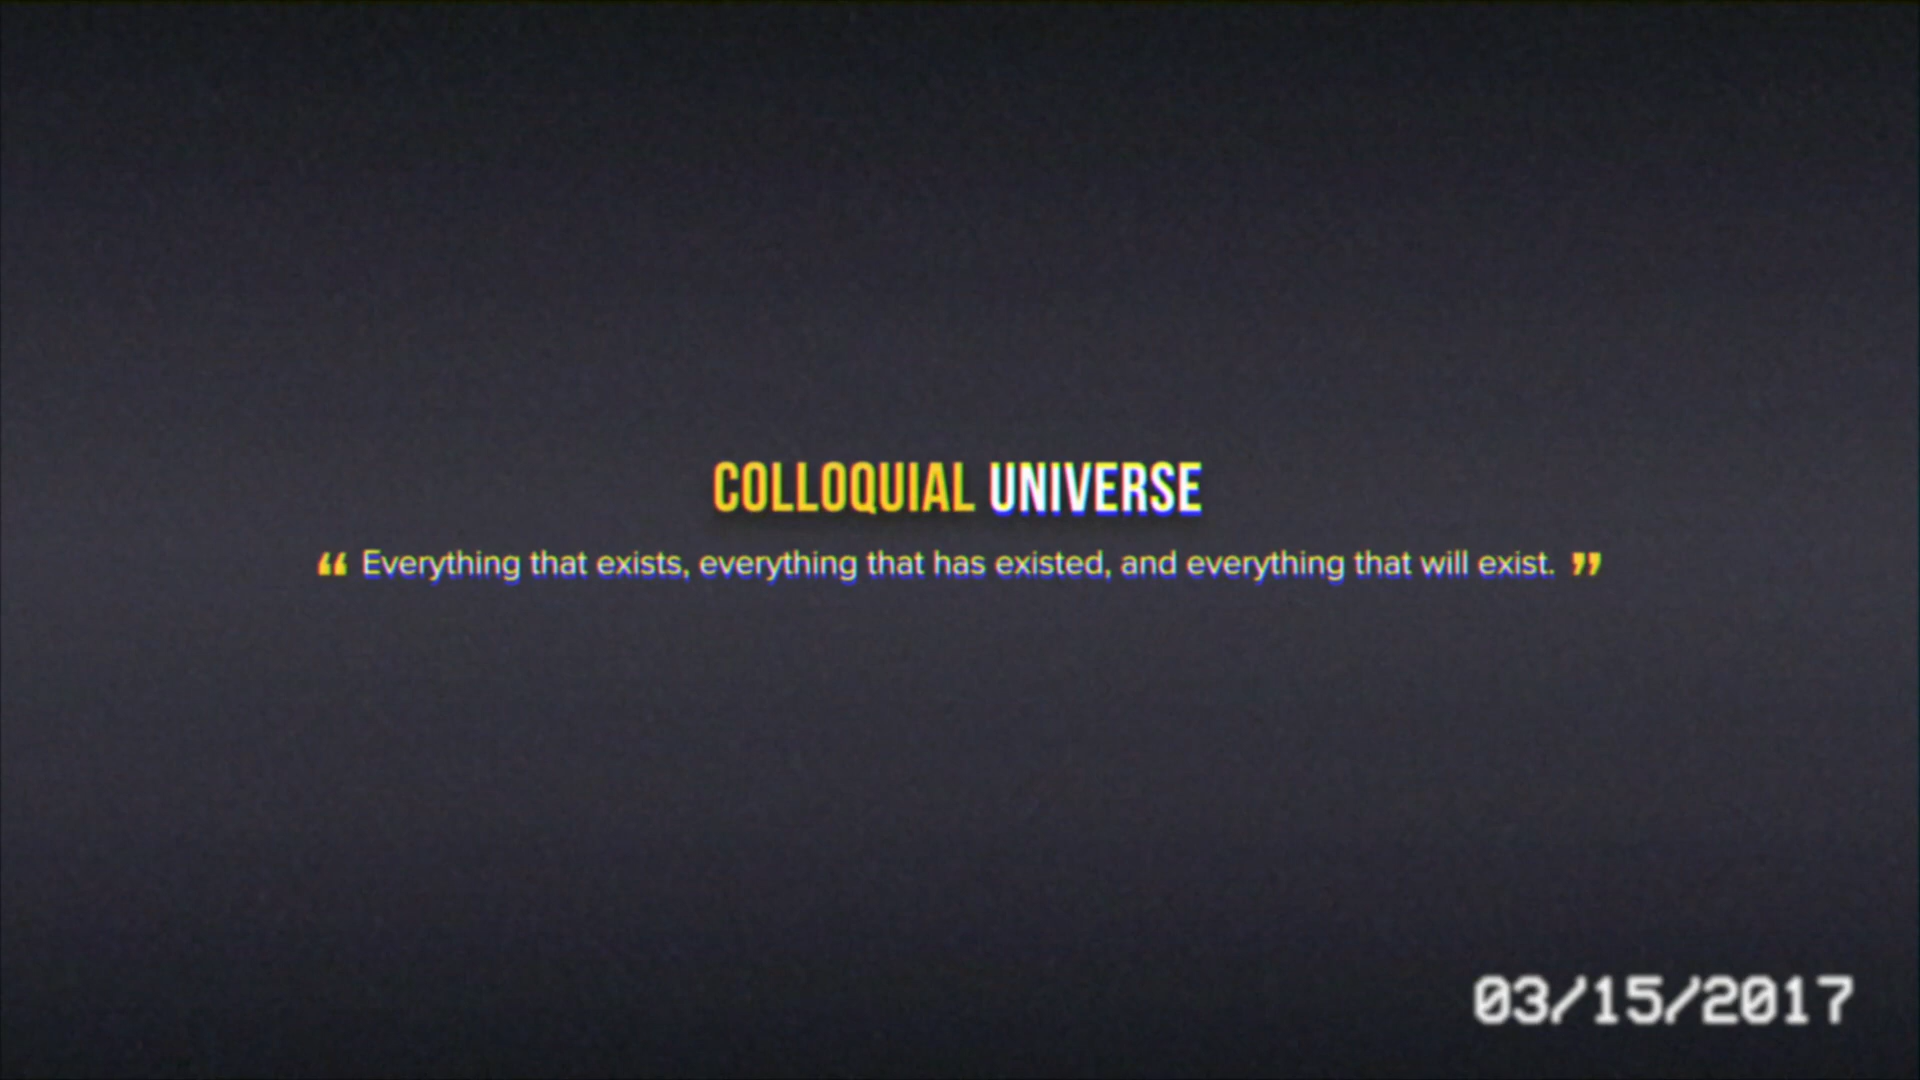 COLLOQUIAL UNIVERSE
“ Everything that exists, everything that has existed, and everything that will exist. ”
03/15/2017